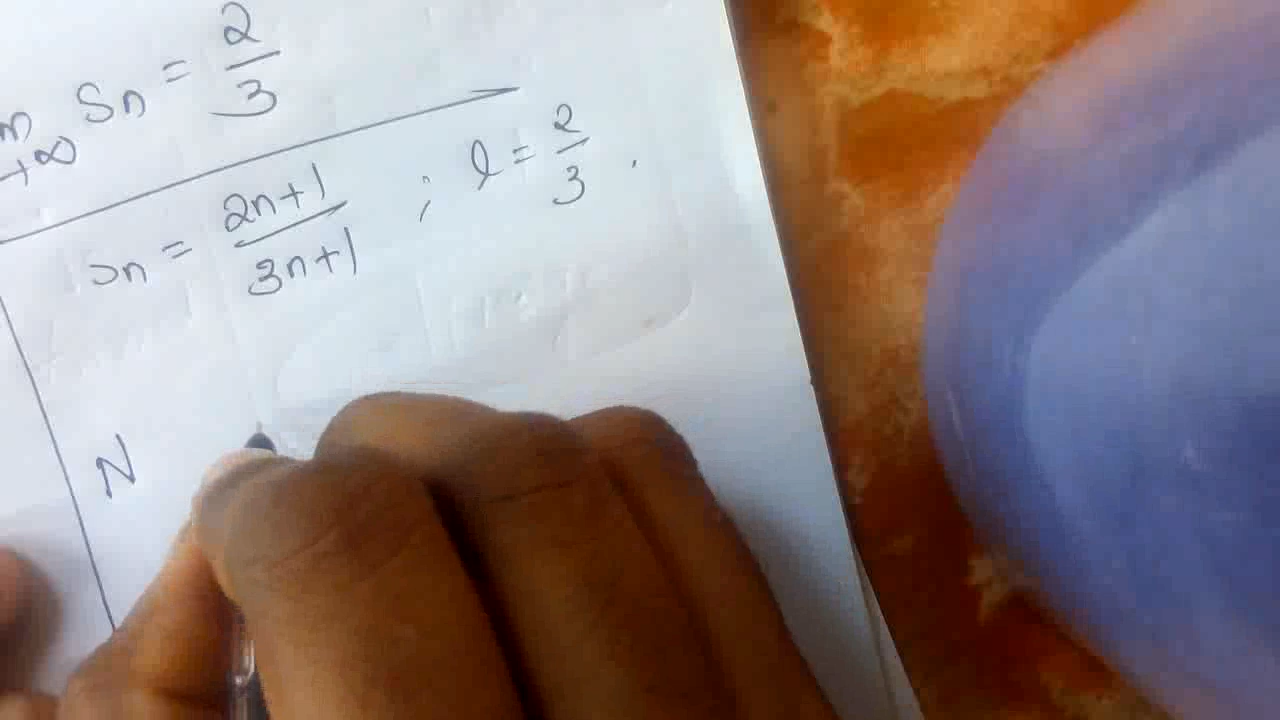 →+∞ Sn = 2/3
Sn = 2n+1/3n+1 ; l = 2/3 .
N